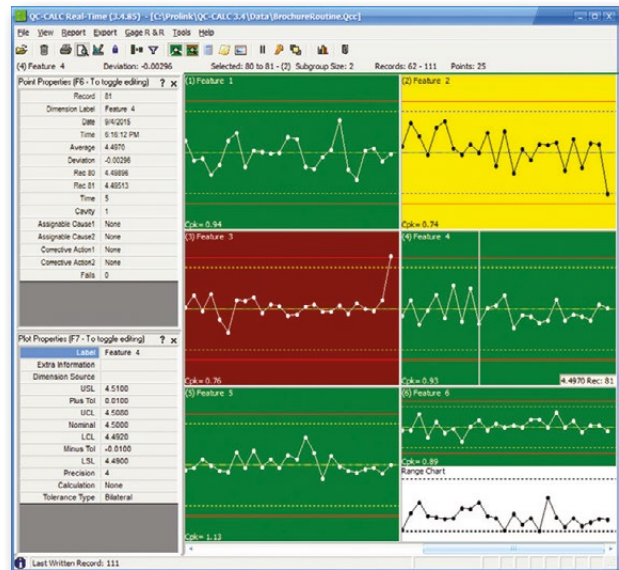 QC-CALC Real-Time (3.4.85) - [C:\Prolink\QC-CALC 3.4\Data\BrochureRoutine.Qcc]
File View Report Export Gage R & R Tools Help
(4) Feature 4 Deviation: -0.00296 Selected: 80 to 81 - (2) Subgroup Size: 2 Records: 62 - 111 Points: 25
Point Properties (F6 - To toggle editing) ? x
Record 81
Dimension Label Feature 4
Date 9/4/2015
Time 6:16:12 PM
Average 4.4970
Deviation -0.00296
Rec 80 4.49896
Rec 81 4.49513
Time 5
Cavity 1
Assignable Cause1 None
Assignable Cause2 None
Corrective Action1 None
Corrective Action2 None
Fails 0
Plot Properties (F7 - To toggle editing) ? x
Label Feature 4
Extra Information
Dimension Source
USL 4.5100
Plus Tol 0.0100
UCL 4.5080
Nominal 4.5000
LCL 4.4920
Minus Tol -0.0100
LSL 4.4900
Precision 4
Calculation None
Tolerance Type Bilateral
(1) Feature 1
Cpk= 0.94
(2) Feature 2
Cpk= 0.74
(3) Feature 3
Cpk= 0.76
(4) Feature 4
Cpk= 0.93
4.4970 Rec: 81
(5) Feature 5
Cpk= 1.13
(6) Feature 6
Cpk= 0.89
Range Chart
Last Written Record: 111